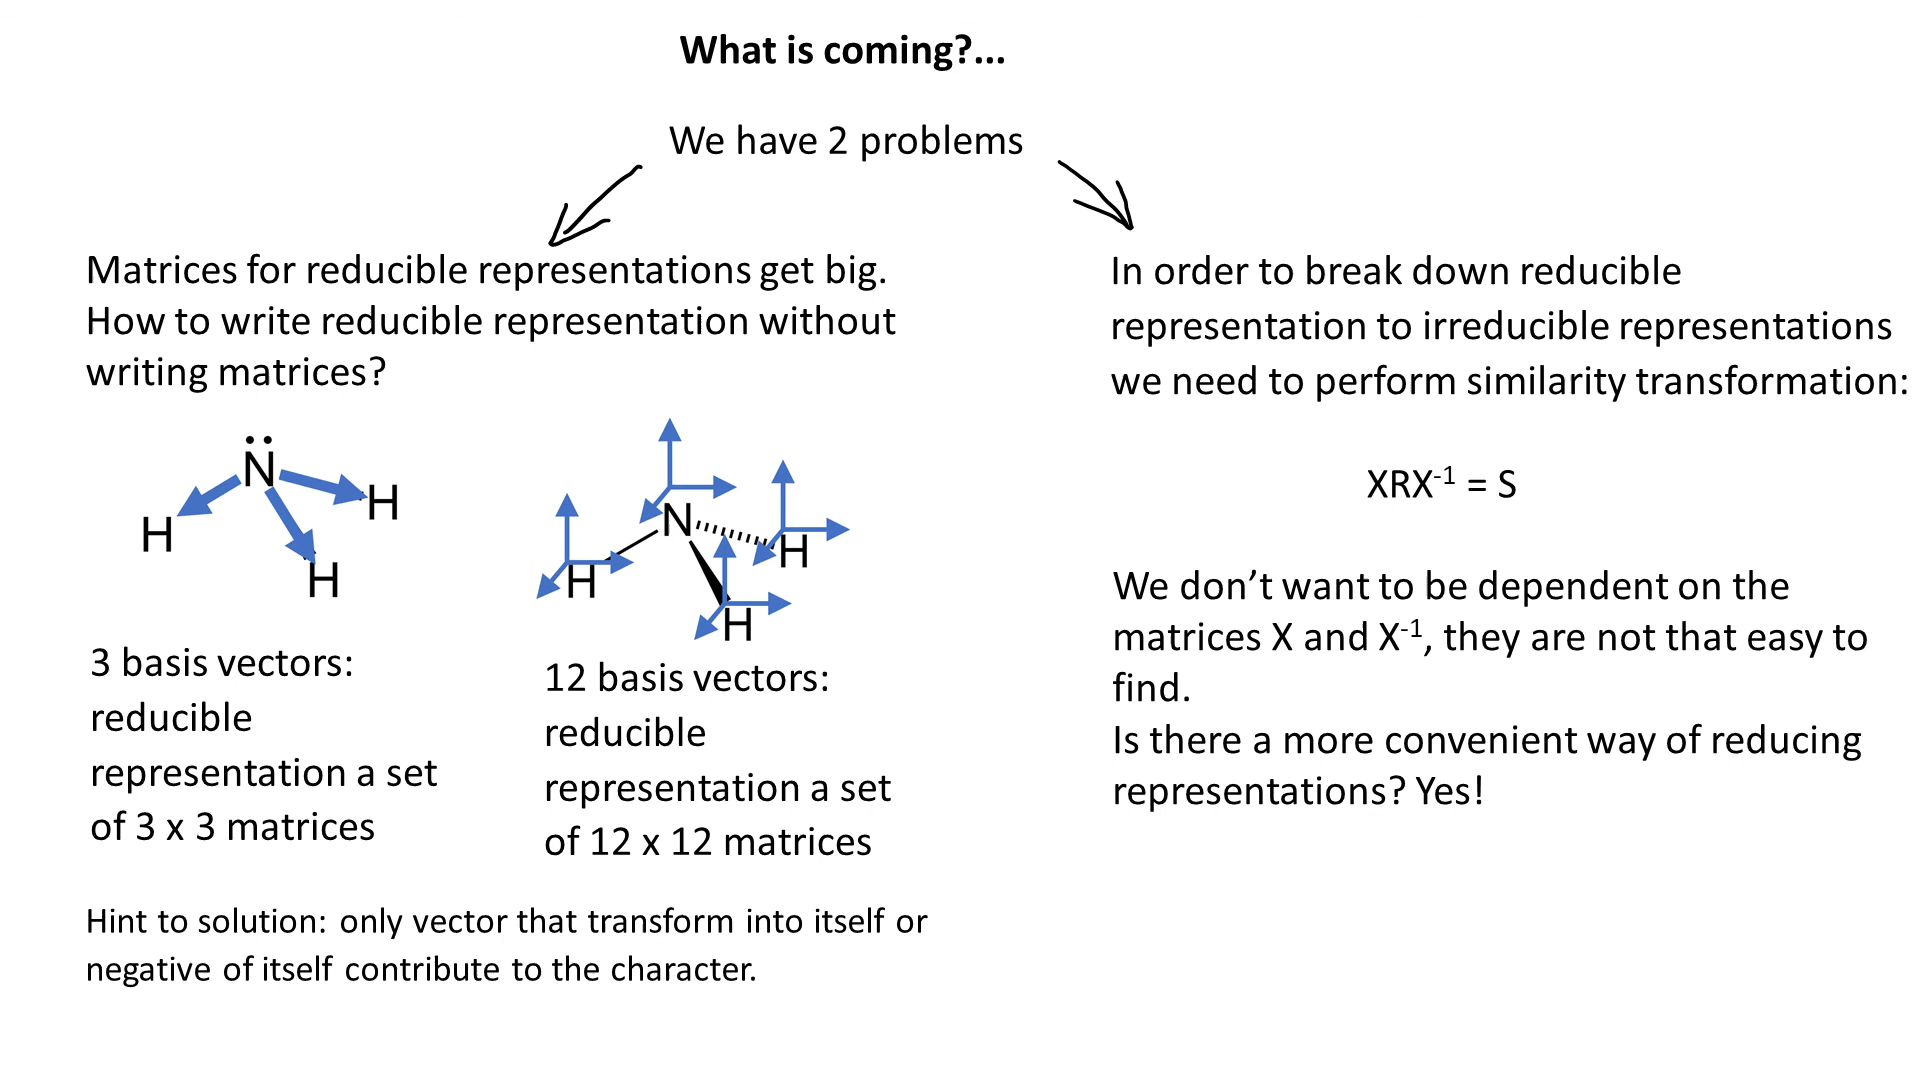 What is coming?...
We have 2 problems
Matrices for reducible representations get big.
How to write reducible representation without
writing matrices?
N
H
H
H
N
H
H
H
3 basis vectors:
reducible
representation a set
of 3 x 3 matrices
12 basis vectors:
reducible
representation a set
of 12 x 12 matrices
Hint to solution: only vector that transform into itself or
negative of itself contribute to the character.
In order to break down reducible
representation to irreducible representations
we need to perform similarity transformation:
XRX⁻¹ = S
We don’t want to be dependent on the
matrices X and X⁻¹, they are not that easy to
find.
Is there a more convenient way of reducing
representations? Yes!